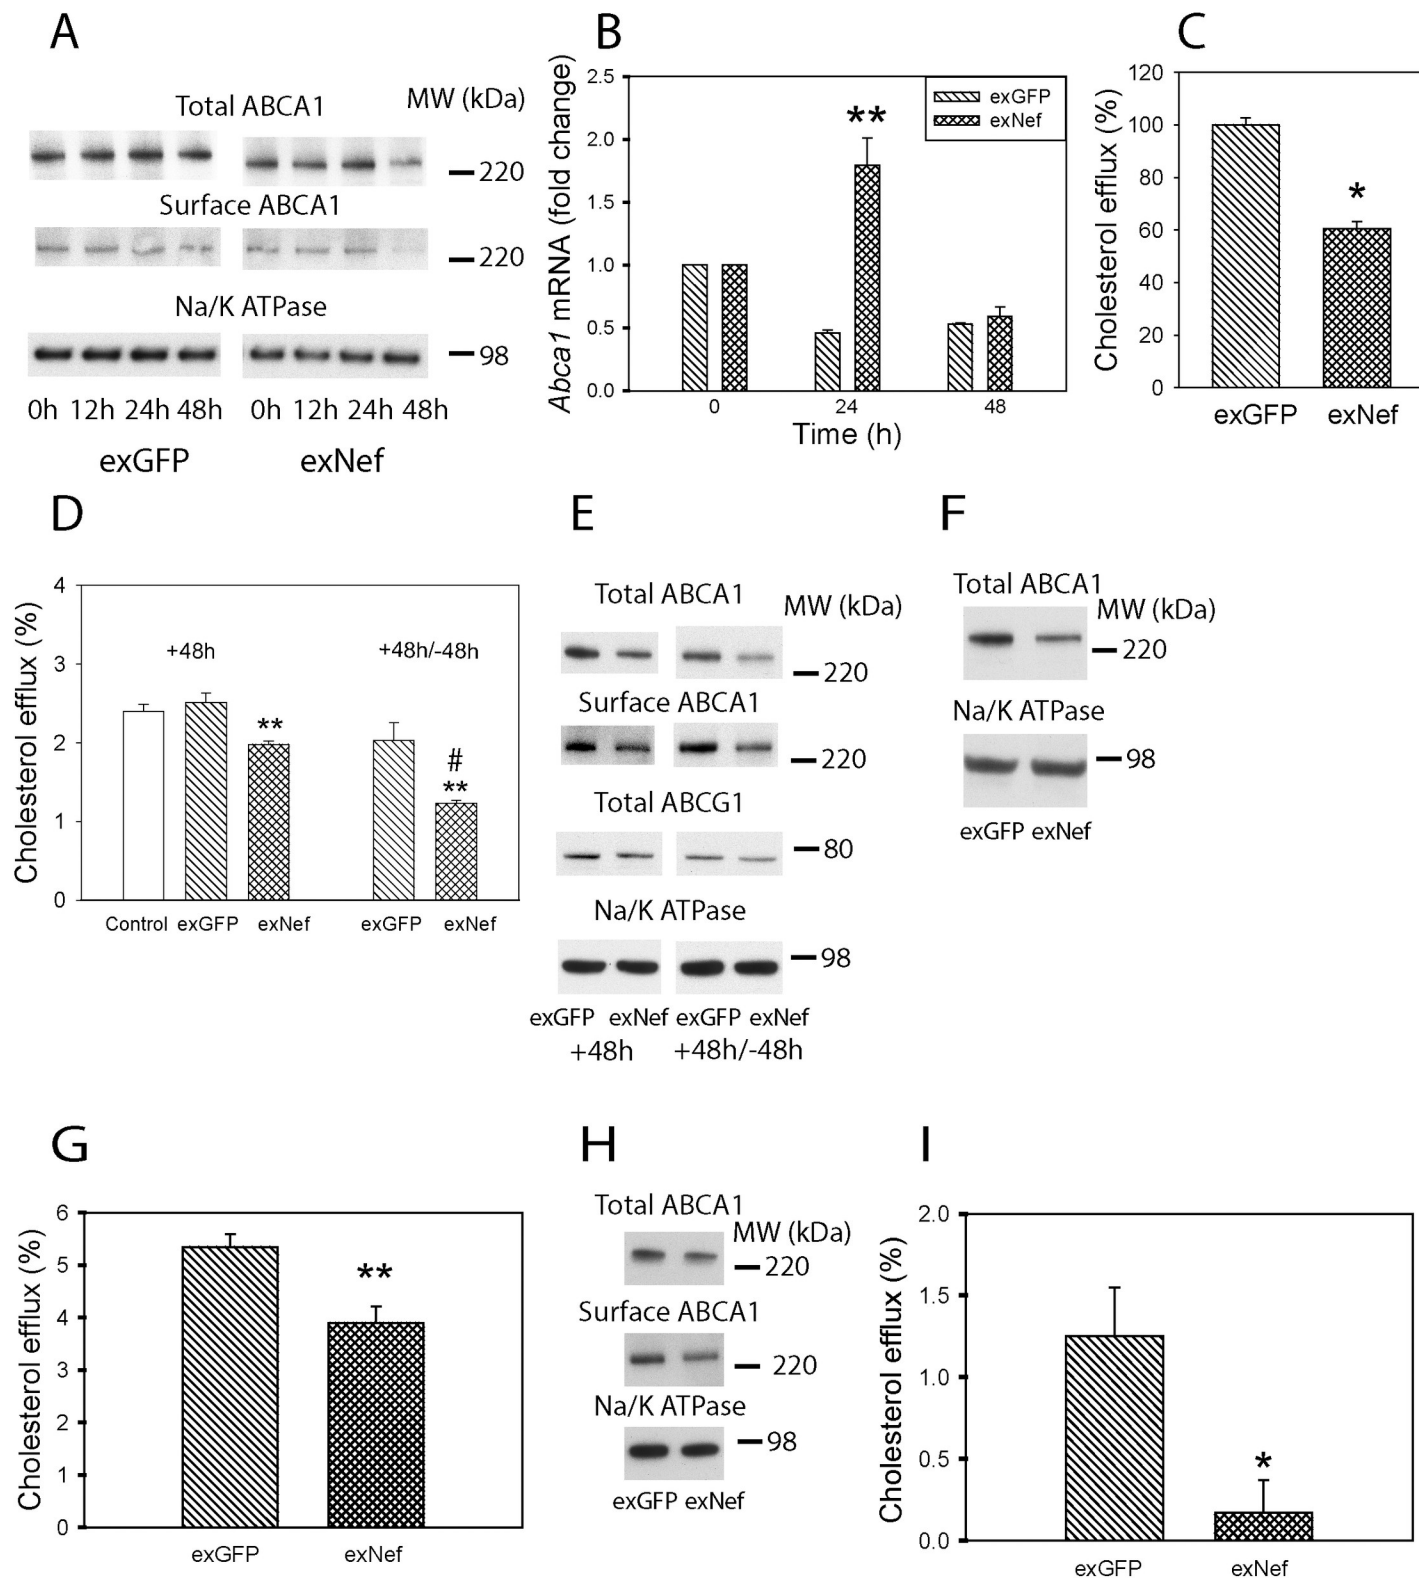 A
Total ABCA1
MW (kDa)
220
Surface ABCA1
220
Na/K ATPase
98
0h 12h 24h 48h 0h 12h 24h 48h
exGFP exNef
B
Abca1 mRNA (fold change)
2.5
2.0
1.5
1.0
0.5
0.0
**
exGFP
exNef
0 24 48
Time (h)
C
Cholesterol efflux (%)
120
100
80
60
40
20
0
*
exGFP exNef
D
Cholesterol efflux (%)
4
3
2
1
0
+48h +48h/-48h
**
#
**
Control exGFP exNef exGFP exNef
E
Total ABCA1
MW (kDa)
220
Surface ABCA1
220
Total ABCG1
80
Na/K ATPase
98
exGFP exNef exGFP exNef
+48h +48h/-48h
F
Total ABCA1
MW (kDa)
220
Na/K ATPase
98
exGFP exNef
G
Cholesterol efflux (%)
6
5
4
3
2
1
0
**
exGFP exNef
H
Total ABCA1
MW (kDa)
220
Surface ABCA1
220
Na/K ATPase
98
exGFP exNef
I
Cholesterol efflux (%)
2.0
1.5
1.0
0.5
0.0
*
exGFP exNef